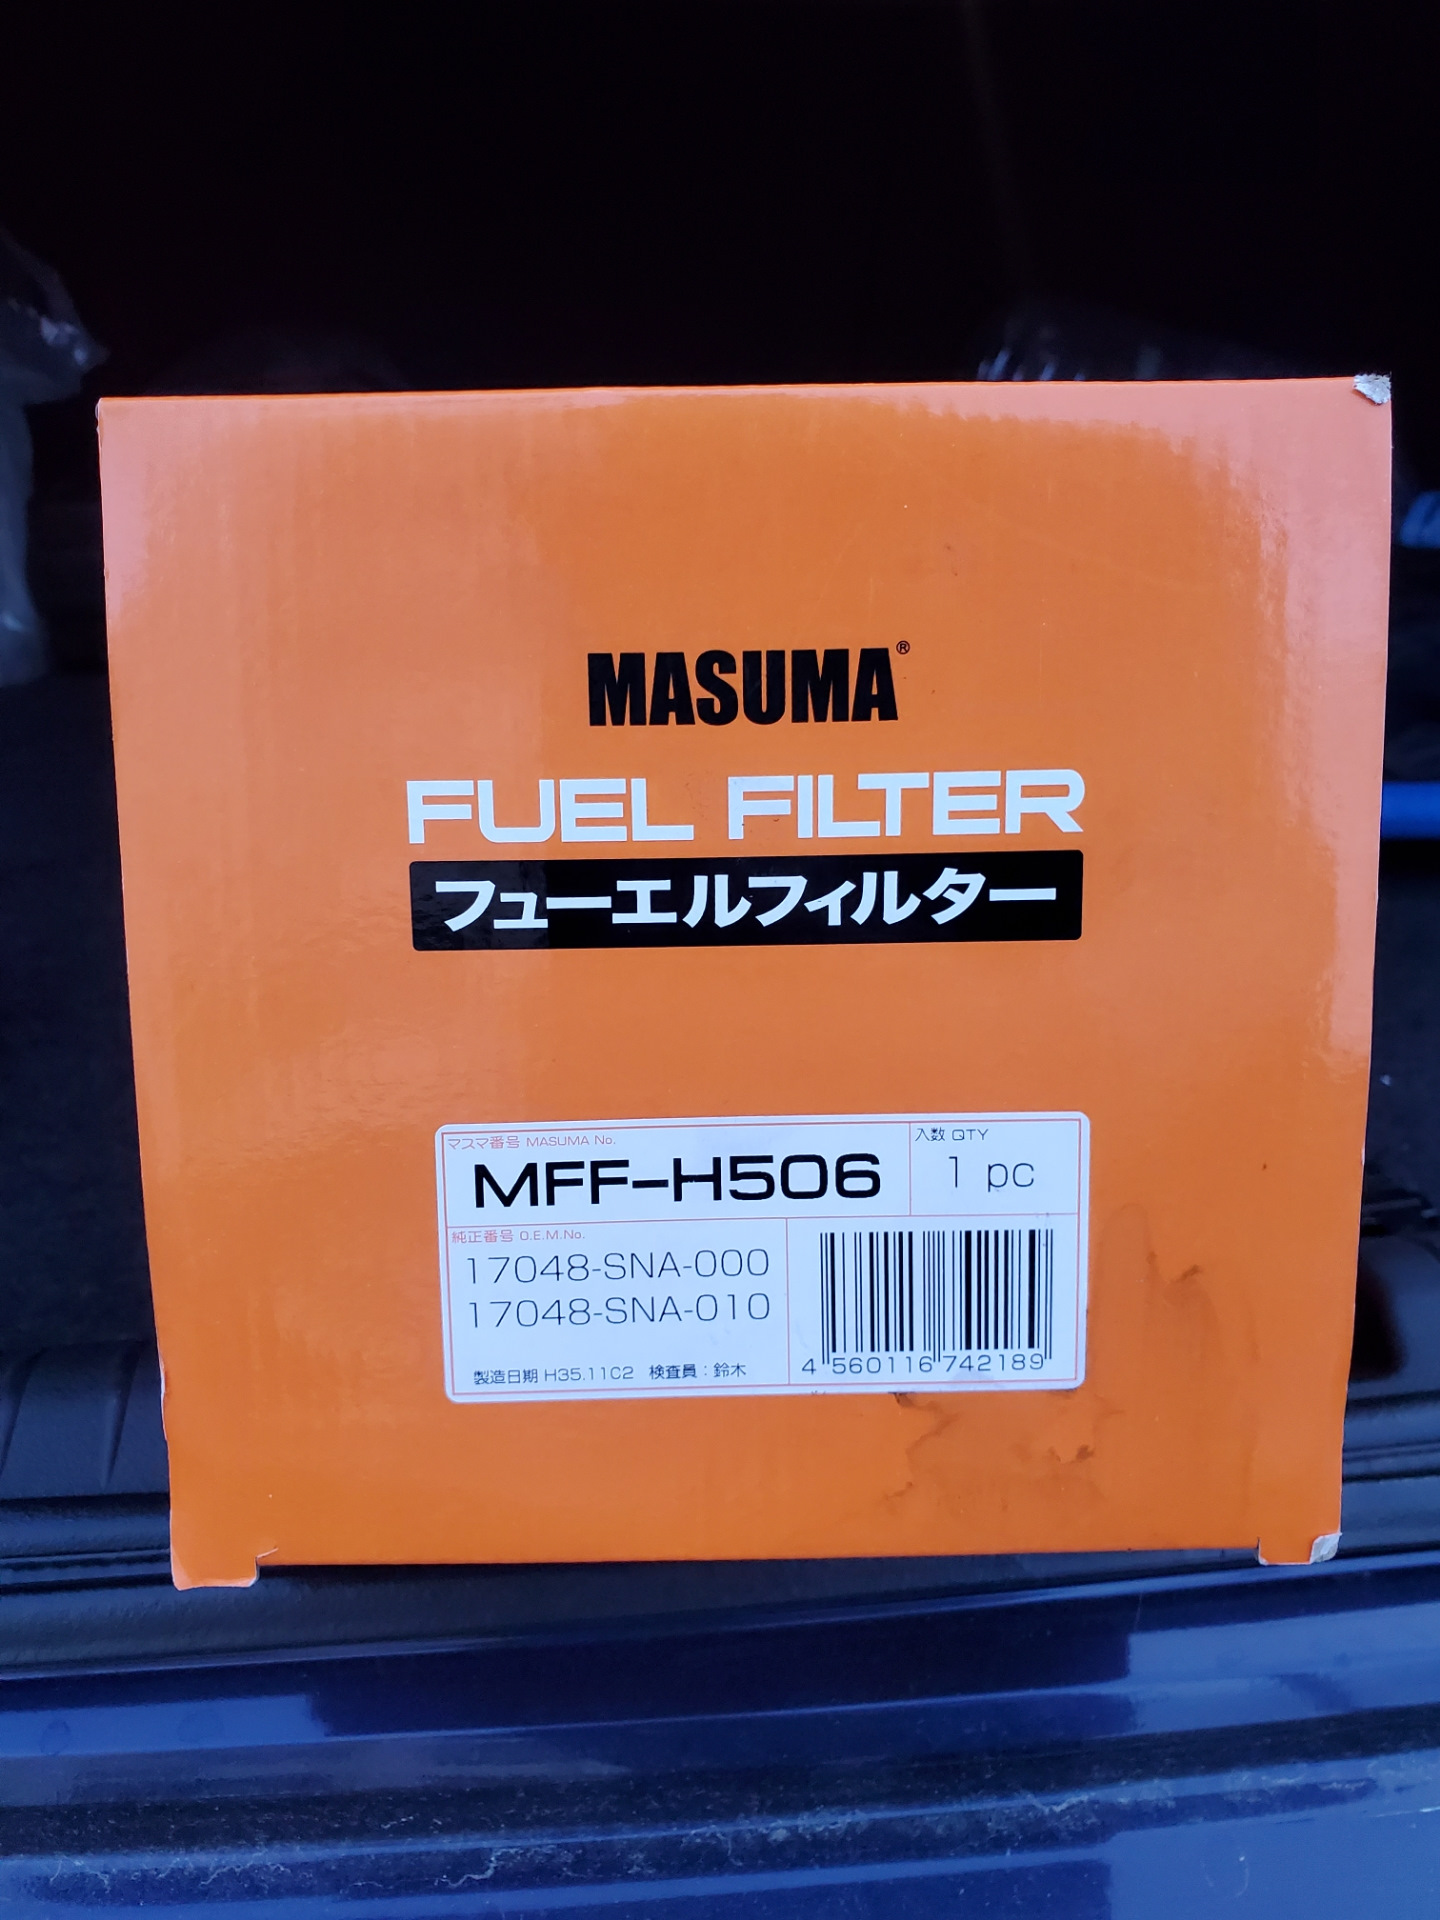 MASUMA®
FUEL FILTER
フューエルフィルター
マスマ番号 MASUMA No.
MFF-H506
入数 QTY
1 pc
純正番号 O.E.M.No.
17048-SNA-000
17048-SNA-010
製造日期 H35.11C2 検査員：鈴木
4 560116 742189